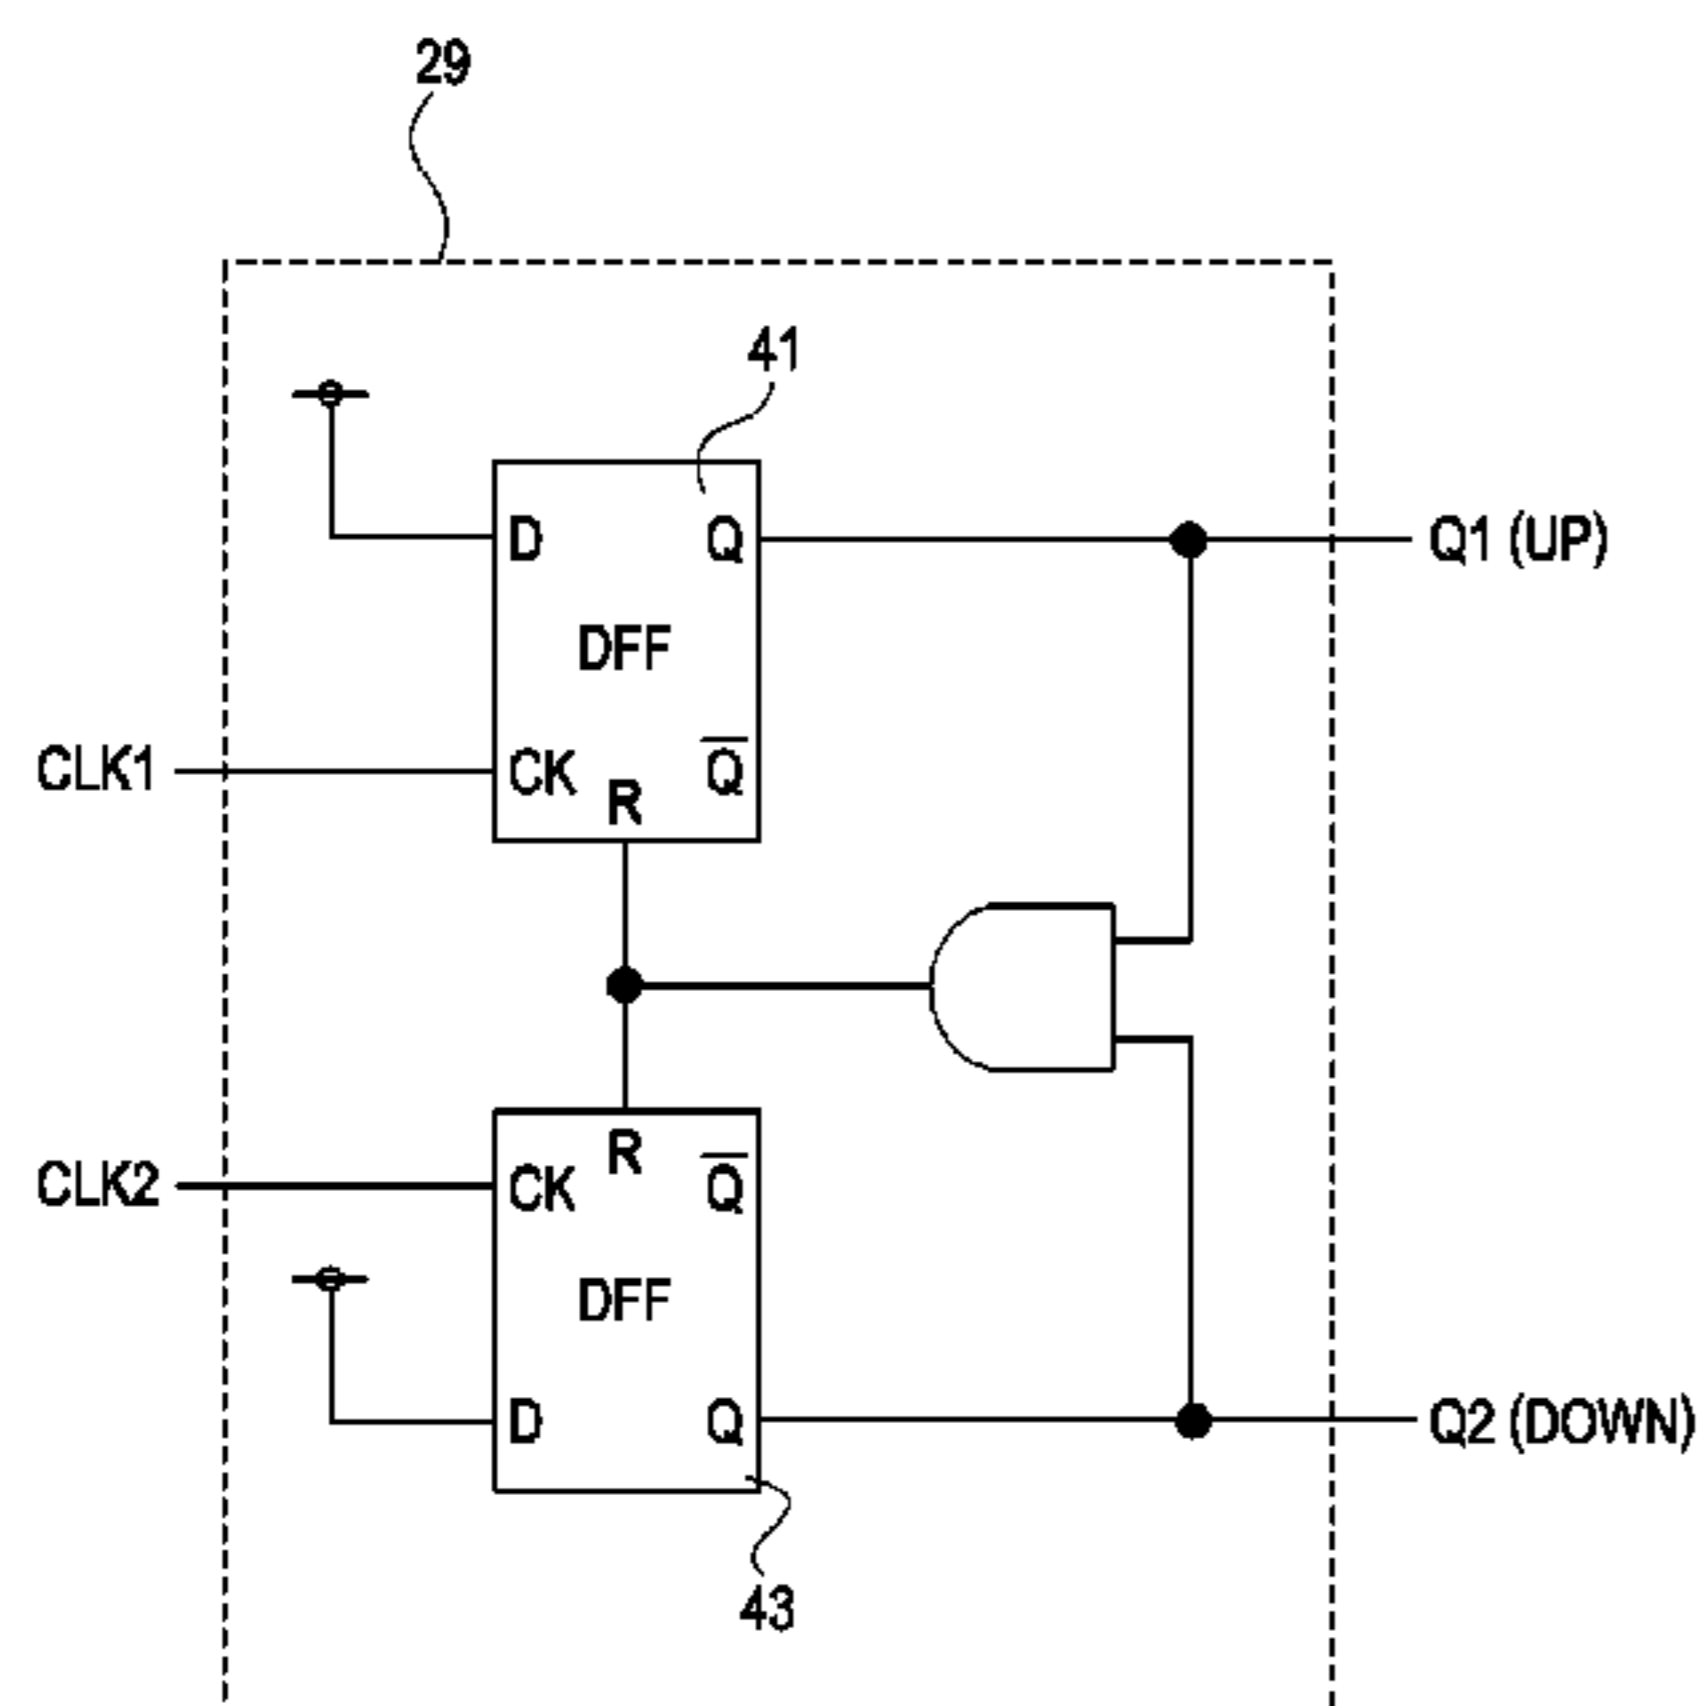 29
41
D Q
Q1 (UP)
DFF
CLK1
CK Q̅
R
R
CLK2
CK Q̅
DFF
D Q
Q2 (DOWN)
43